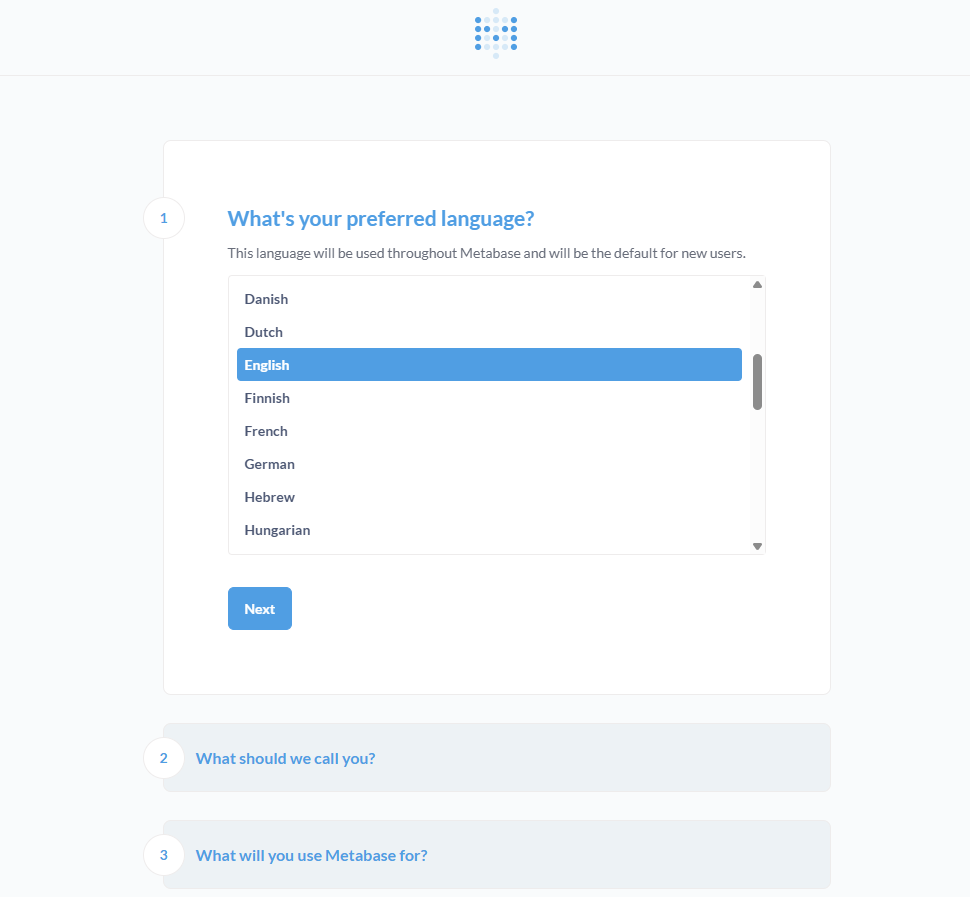 1
What's your preferred language?
This language will be used throughout Metabase and will be the default for new users.
Danish
Dutch
English
Finnish
French
German
Hebrew
Hungarian
Next
2
What should we call you?
3
What will you use Metabase for?